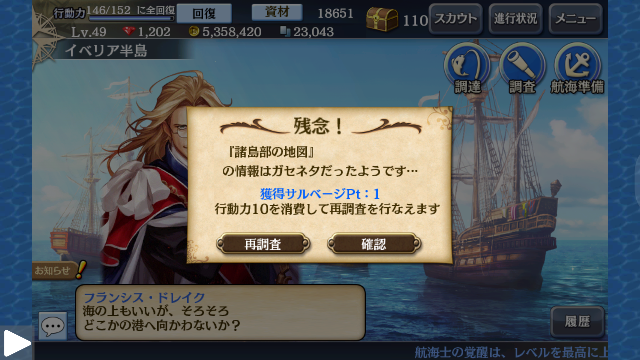 行動力 146/152 に全回復
回復
資材
18651
110
スカウト
進行状況
メニュー
Lv.49
1,202
5,358,420
23,043
イベリア半島
調達
調査
航海準備
残念！
『諸島部の地図』
の情報はガセネタだったようです…
獲得サルベージPt：1
行動力10を消費して再調査を行なえます
再調査
確認
お知らせ
フランシス・ドレイク
海の上もいいが、そろそろ
どこかの港へ向かわないか？
履歴
航海士の覚醒は、レベルを最高に上